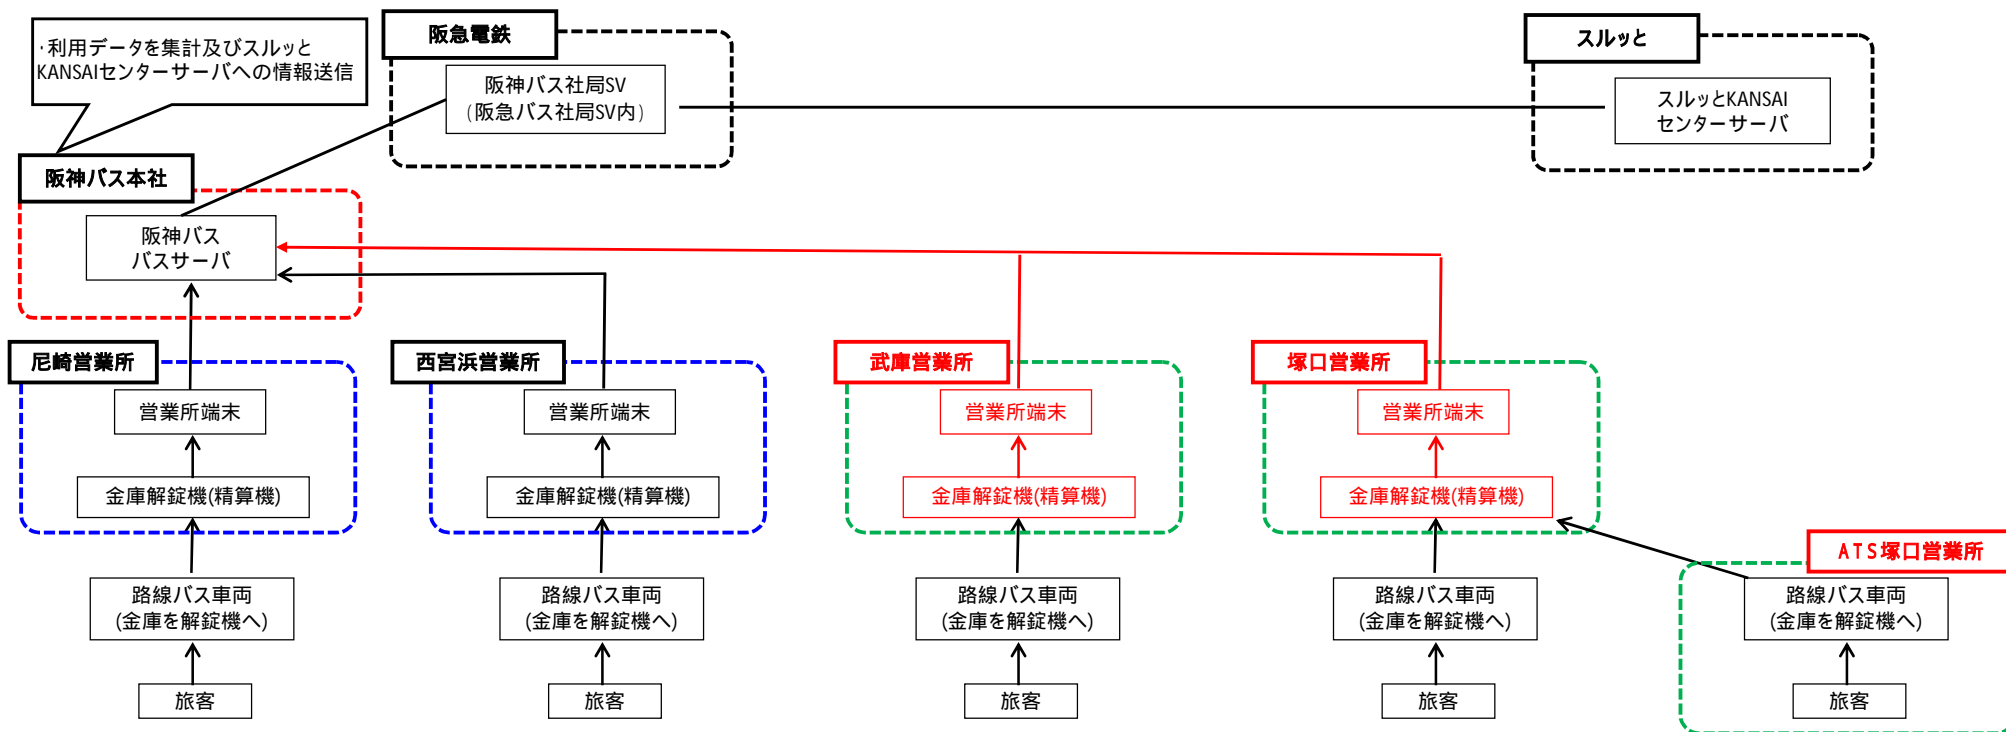 ・利用データを集計及びスルッと
KANSAIセンターサーバへの情報送信
阪急電鉄
阪神バス社局SV
(阪急バス社局SV内)
スルッと
スルッとKANSAI
センターサーバ
阪神バス本社
阪神バス
バスサーバ
尼崎営業所
営業所端末
金庫解錠機(精算機)
路線バス車両
(金庫を解錠機へ)
旅客
西宮浜営業所
営業所端末
金庫解錠機(精算機)
路線バス車両
(金庫を解錠機へ)
旅客
武庫営業所
営業所端末
金庫解錠機(精算機)
路線バス車両
(金庫を解錠機へ)
旅客
塚口営業所
営業所端末
金庫解錠機(精算機)
路線バス車両
(金庫を解錠機へ)
旅客
ATS塚口営業所
路線バス車両
(金庫を解錠機へ)
旅客